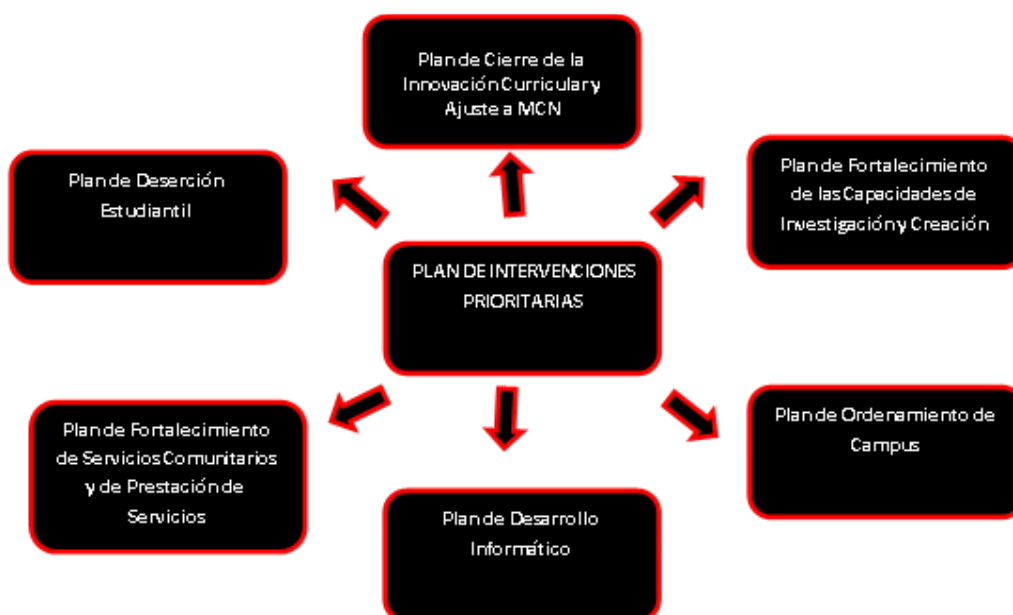 Plan de Cierre de la
Innovación Curricular y
Ajuste a MCN
Plan de Deserción
Estudiantil
Plan de Fortalecimiento
de las Capacidades de
Investigación y Creación
PLAN DE INTERVENCIONES
PRIORITARIAS
Plan de Fortalecimiento
de Servicios Comunitarios
y de Prestación de
Servicios
Plan de Ordenamiento de
Campus
Plan de Desarrollo
Informático